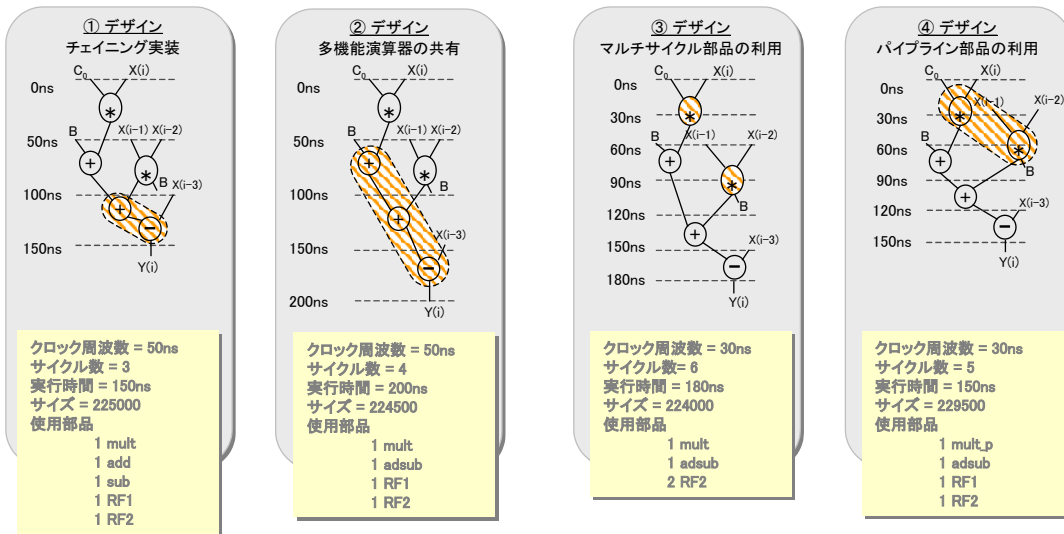 ① デザイン
チェイニング実装
C₀ X(i)
0ns
*
50ns
B X(i-1) X(i-2)
+
*
100ns
B X(i-3)
+
−
150ns
Y(i)
クロック周波数 = 50ns
サイクル数 = 3
実行時間 = 150ns
サイズ = 225000
使用部品
1 mult
1 add
1 sub
1 RF1
1 RF2
② デザイン
多機能演算器の共有
C₀ X(i)
0ns
*
50ns
B X(i-1) X(i-2)
+
*
100ns
B
+
X(i-3)
150ns
−
200ns
Y(i)
クロック周波数 = 50ns
サイクル数 = 4
実行時間 = 200ns
サイズ = 224500
使用部品
1 mult
1 adsub
1 RF1
1 RF2
③ デザイン
マルチサイクル部品の利用
C₀ X(i)
0ns
*
30ns
B X(i-1) X(i-2)
60ns
+
*
90ns
B
120ns
+
X(i-3)
150ns
−
180ns
Y(i)
クロック周波数 = 30ns
サイクル数= 6
実行時間 = 180ns
サイズ = 224000
使用部品
1 mult
1 adsub
2 RF2
④ デザイン
パイプライン部品の利用
C₀ X(i)
0ns
X(i-1) X(i-2)
*
30ns
B
60ns
*
+
B
90ns
+
120ns
X(i-3)
−
150ns
Y(i)
クロック周波数 = 30ns
サイクル数 = 5
実行時間 = 150ns
サイズ = 229500
使用部品
1 mult_p
1 adsub
1 RF1
1 RF2